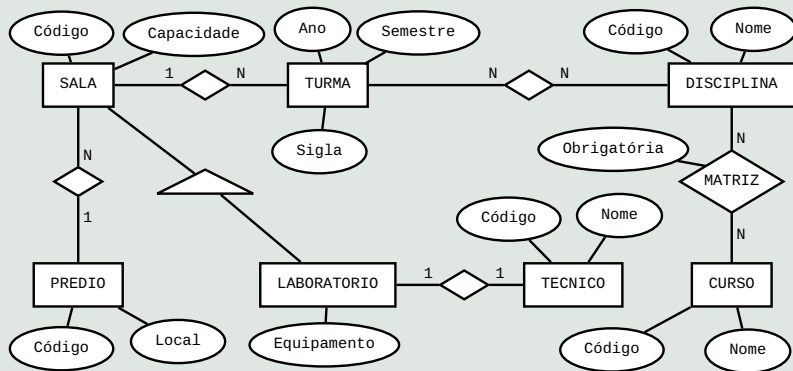 Código
Capacidade
Ano
Semestre
Código
Nome
SALA
1
N
TURMA
N
N
DISCIPLINA
Sigla
N
Obrigatória
N
MATRIZ
1
Código
Nome
N
PREDIO
LABORATORIO
1
1
TECNICO
CURSO
Código
Local
Equipamento
Código
Nome